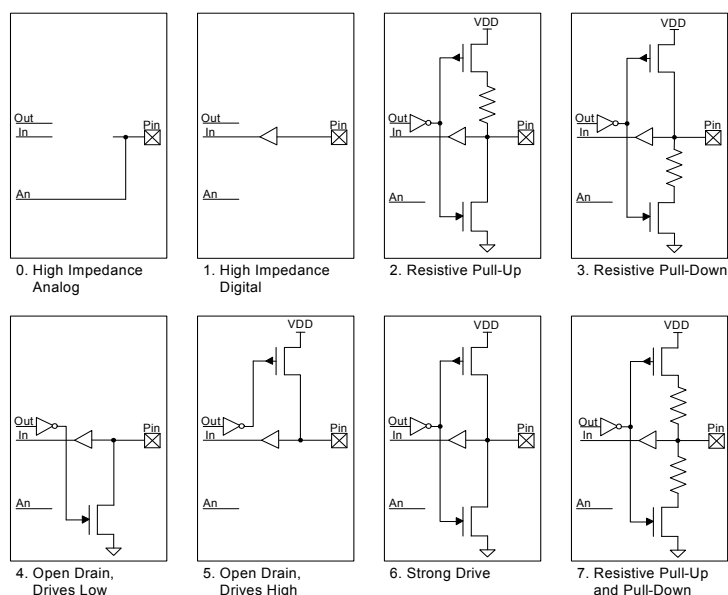 VDD
VDD
Out
In
Pin
An
In
Pin
An
Out
In
Pin
An
Out
In
Pin
An
0. High Impedance
Analog
1. High Impedance
Digital
2. Resistive Pull-Up
3. Resistive Pull-Down
VDD
VDD
VDD
Out
In
Pin
An
Out
In
Pin
An
Out
In
Pin
An
Out
In
Pin
An
4. Open Drain,
Drives Low
5. Open Drain,
Drives High
6. Strong Drive
7. Resistive Pull-Up
and Pull-Down